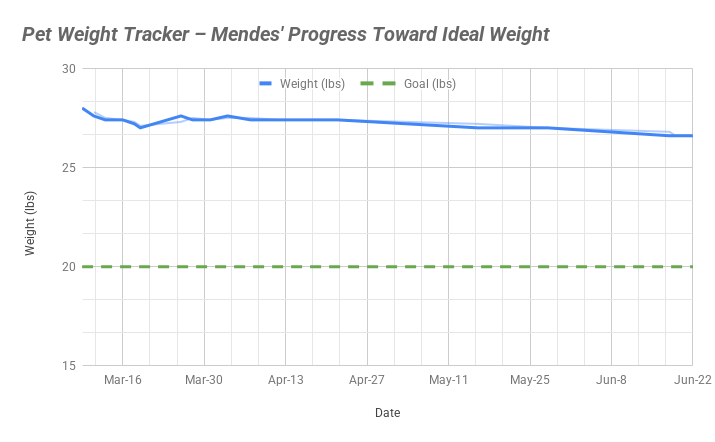 Pet Weight Tracker – Mendes' Progress Toward Ideal Weight
Weight (lbs)
Goal (lbs)
30
25
20
15
Weight (lbs)
Mar-16
Mar-30
Apr-13
Apr-27
May-11
May-25
Jun-8
Jun-22
Date